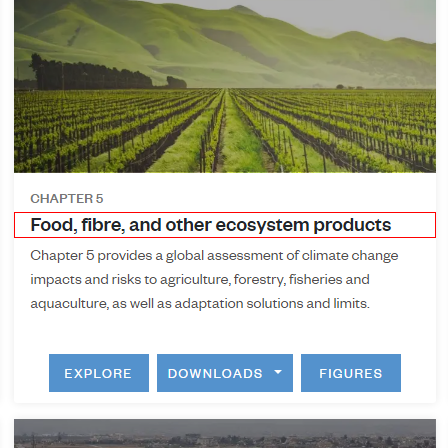 CHAPTER 5
Food, fibre, and other ecosystem products
Chapter 5 provides a global assessment of climate change
impacts and risks to agriculture, forestry, fisheries and
aquaculture, as well as adaptation solutions and limits.
EXPLORE DOWNLOADS FIGURES